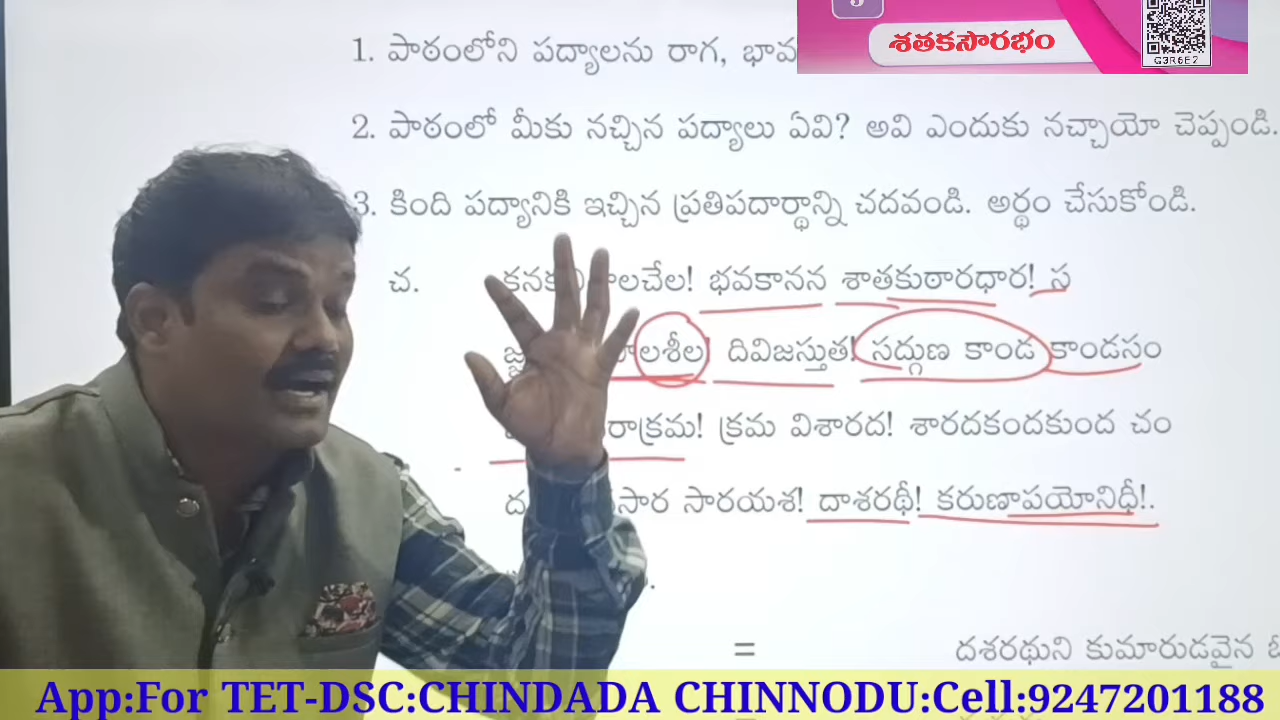 శతకసౌరభం
G3R6E2
1. పాఠంలోని పద్యాలను రాగ, భావ
2. పాఠంలో మీకు నచ్చిన పద్యాలు ఏవి? అవి ఎందుకు నచ్చాయో చెప్పండి.
3. కింది పద్యానికి ఇచ్చిన ప్రతిపదార్థాన్ని చదవండి. అర్థం చేసుకోండి.
చ. భవకానన శాతకుఠారధార! స
దివిజస్తుత! సద్గుణ కాండ కాండసం
క్రమ విశారద! శారదకందకుంద చం
సార సారయశ! దాశరథీ! కరుణాపయోనిధీ!.
= దశరథుని కుమారుడవైన
App:For TET-DSC:CHINDADA CHINNODU:Cell:9247201188